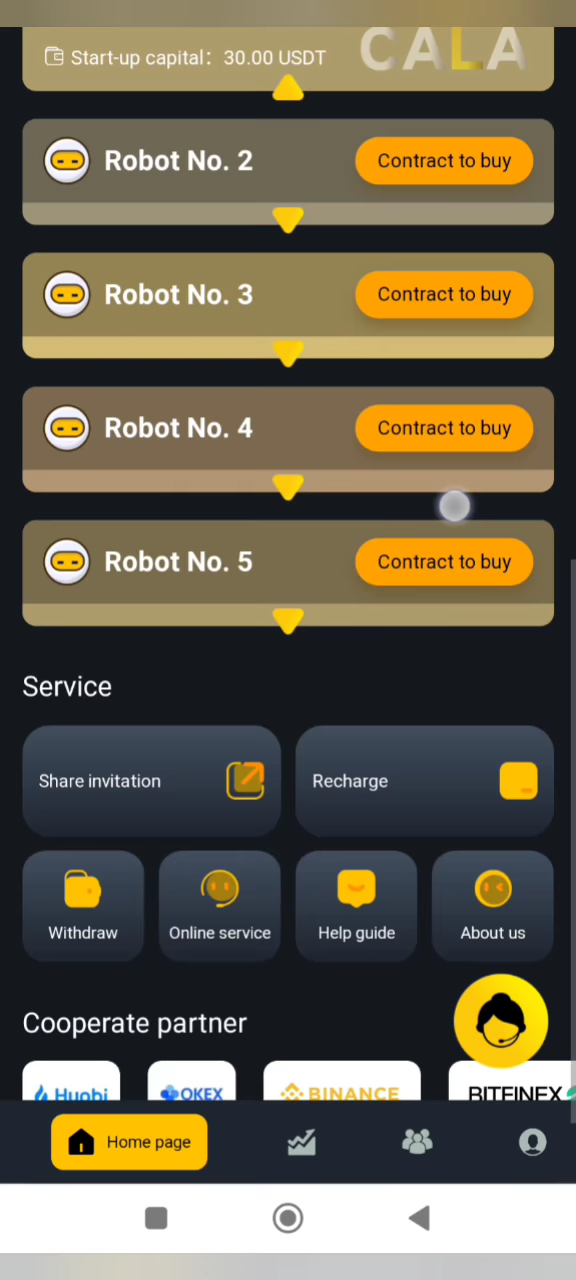 Start-up capital: 30.00 USDT
CALA
Robot No. 2
Contract to buy
Robot No. 3
Contract to buy
Robot No. 4
Contract to buy
Robot No. 5
Contract to buy
Service
Share invitation
Recharge
Withdraw
Online service
Help guide
About us
Cooperate partner
Huobi
OKEX
BINANCE
BITFINEX
Home page